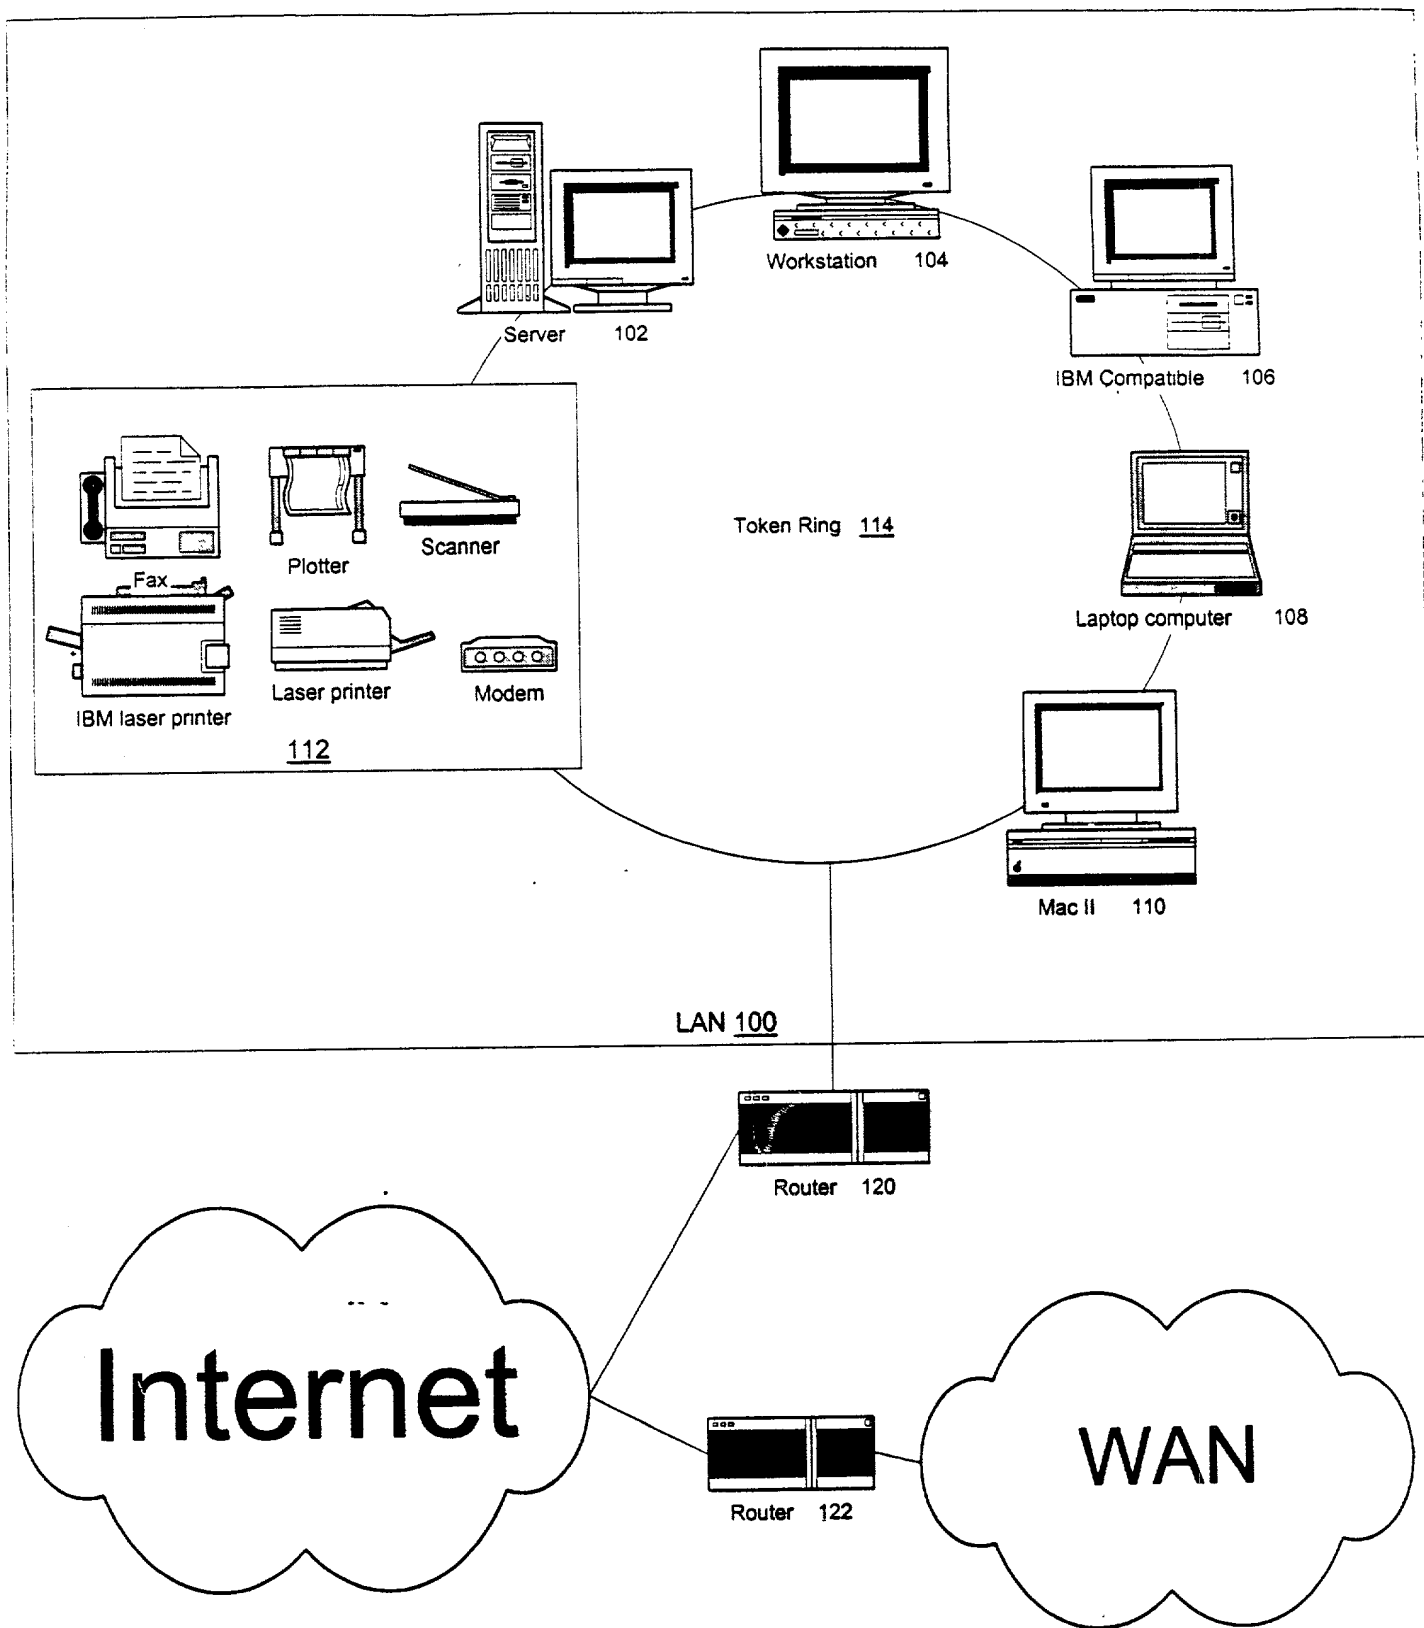 Workstation 104
Server 102
IBM Compatible 106
Fax
Plotter
Scanner
Token Ring 114
Laptop computer 108
IBM laser printer
Laser printer
Modem
112
Mac II 110
LAN 100
Router 120
Internet
WAN
Router 122